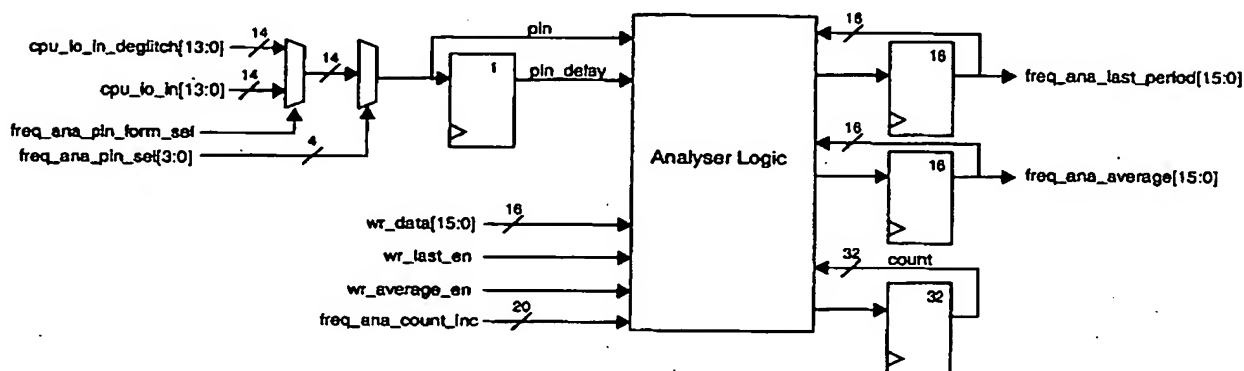 cpu_io_in_deglitch[13:0]
14
cpu_io_in[13:0]
14
14
freq_ana_pin_form_sel
freq_ana_pin_sel[3:0]
4
1
pin
pin_delay
Analyser Logic
wr_data[15:0]
16
wr_last_en
wr_average_en
freq_ana_count_inc
20
16
16
freq_ana_last_period[15:0]
16
16
freq_ana_average[15:0]
32
count
32